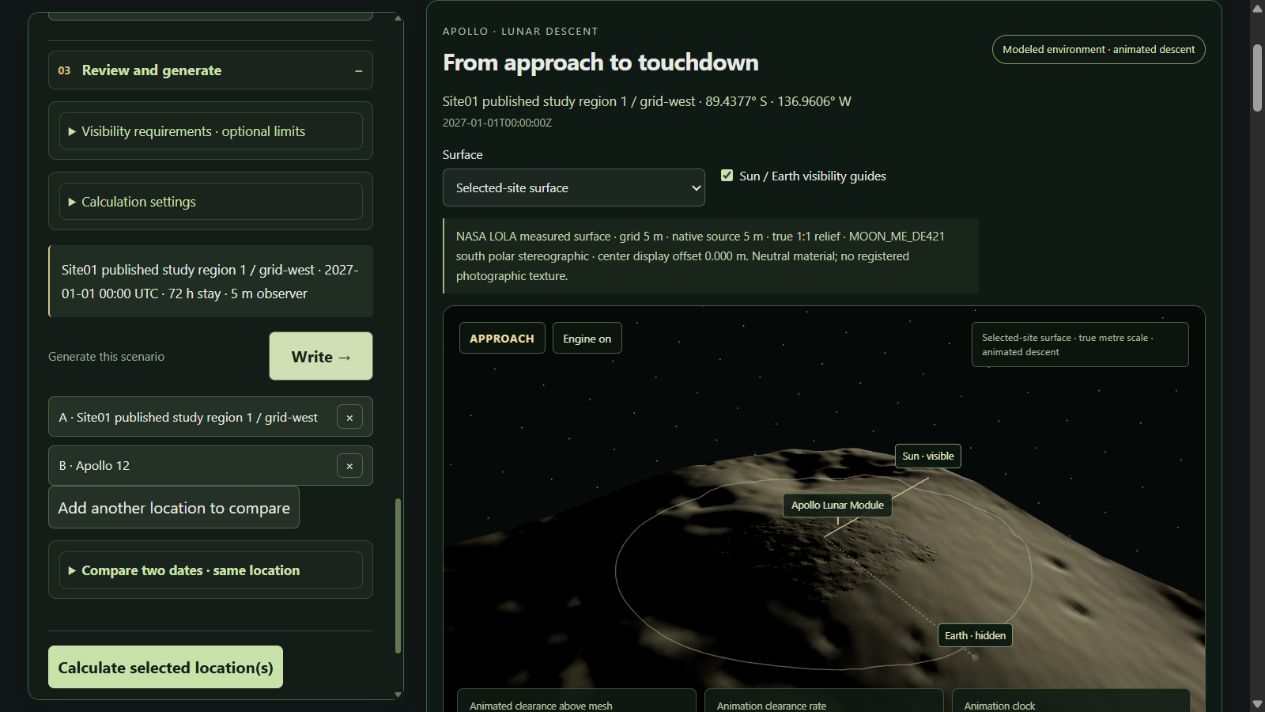 03 Review and generate –
▶ Visibility requirements · optional limits
▶ Calculation settings
Site01 published study region 1 / grid-west · 2027-
01-01 00:00 UTC · 72 h stay · 5 m observer
Generate this scenario
Write →
A · Site01 published study region 1 / grid-west ×
B · Apollo 12 ×
Add another location to compare
▶ Compare two dates · same location
Calculate selected location(s)
APOLLO · LUNAR DESCENT
From approach to touchdown
Modeled environment · animated descent
Site01 published study region 1 / grid-west · 89.4377° S · 136.9606° W
2027-01-01T00:00:00Z
Surface
Selected-site surface
Sun / Earth visibility guides
NASA LOLA measured surface · grid 5 m · native source 5 m · true 1:1 relief · MOON_ME_DE421
south polar stereographic · center display offset 0.000 m. Neutral material; no registered
photographic texture.
APPROACH
Engine on
Selected-site surface · true metre scale ·
animated descent
Sun · visible
Apollo Lunar Module
Earth · hidden
Animated clearance above mesh
Animation clearance rate
Animation clock